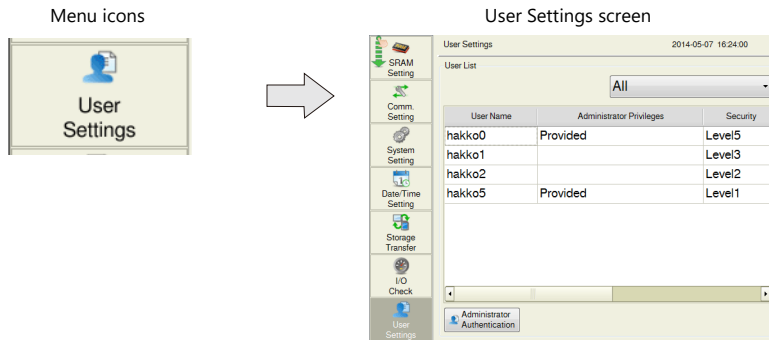 Menu icons
User Settings screen
User
Settings
SRAM
Setting
Comm.
Setting
System
Setting
Date/Time
Setting
Storage
Transfer
I/O
Check
User
Settings
User Settings 2014-05-07 16:24:00
User List
All
User Name Administrator Privileges Security
hakko0 Provided Level5
hakko1 Level3
hakko2 Level2
hakko5 Provided Level1
Administrator
Authentication